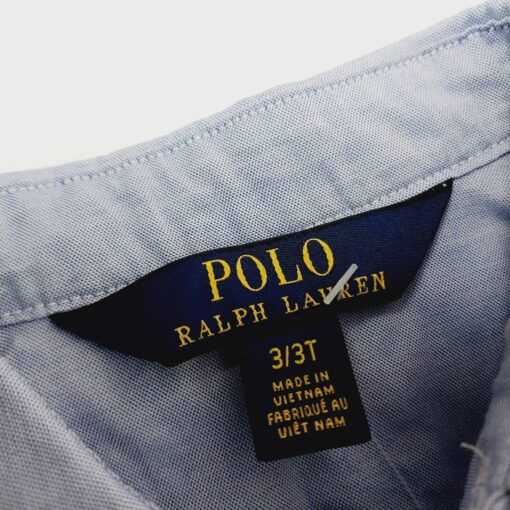 POLO
RALPH LAUREN
3/3T
MADE IN
VIETNAM
FABRIQUÉ AU
VIÊT NAM